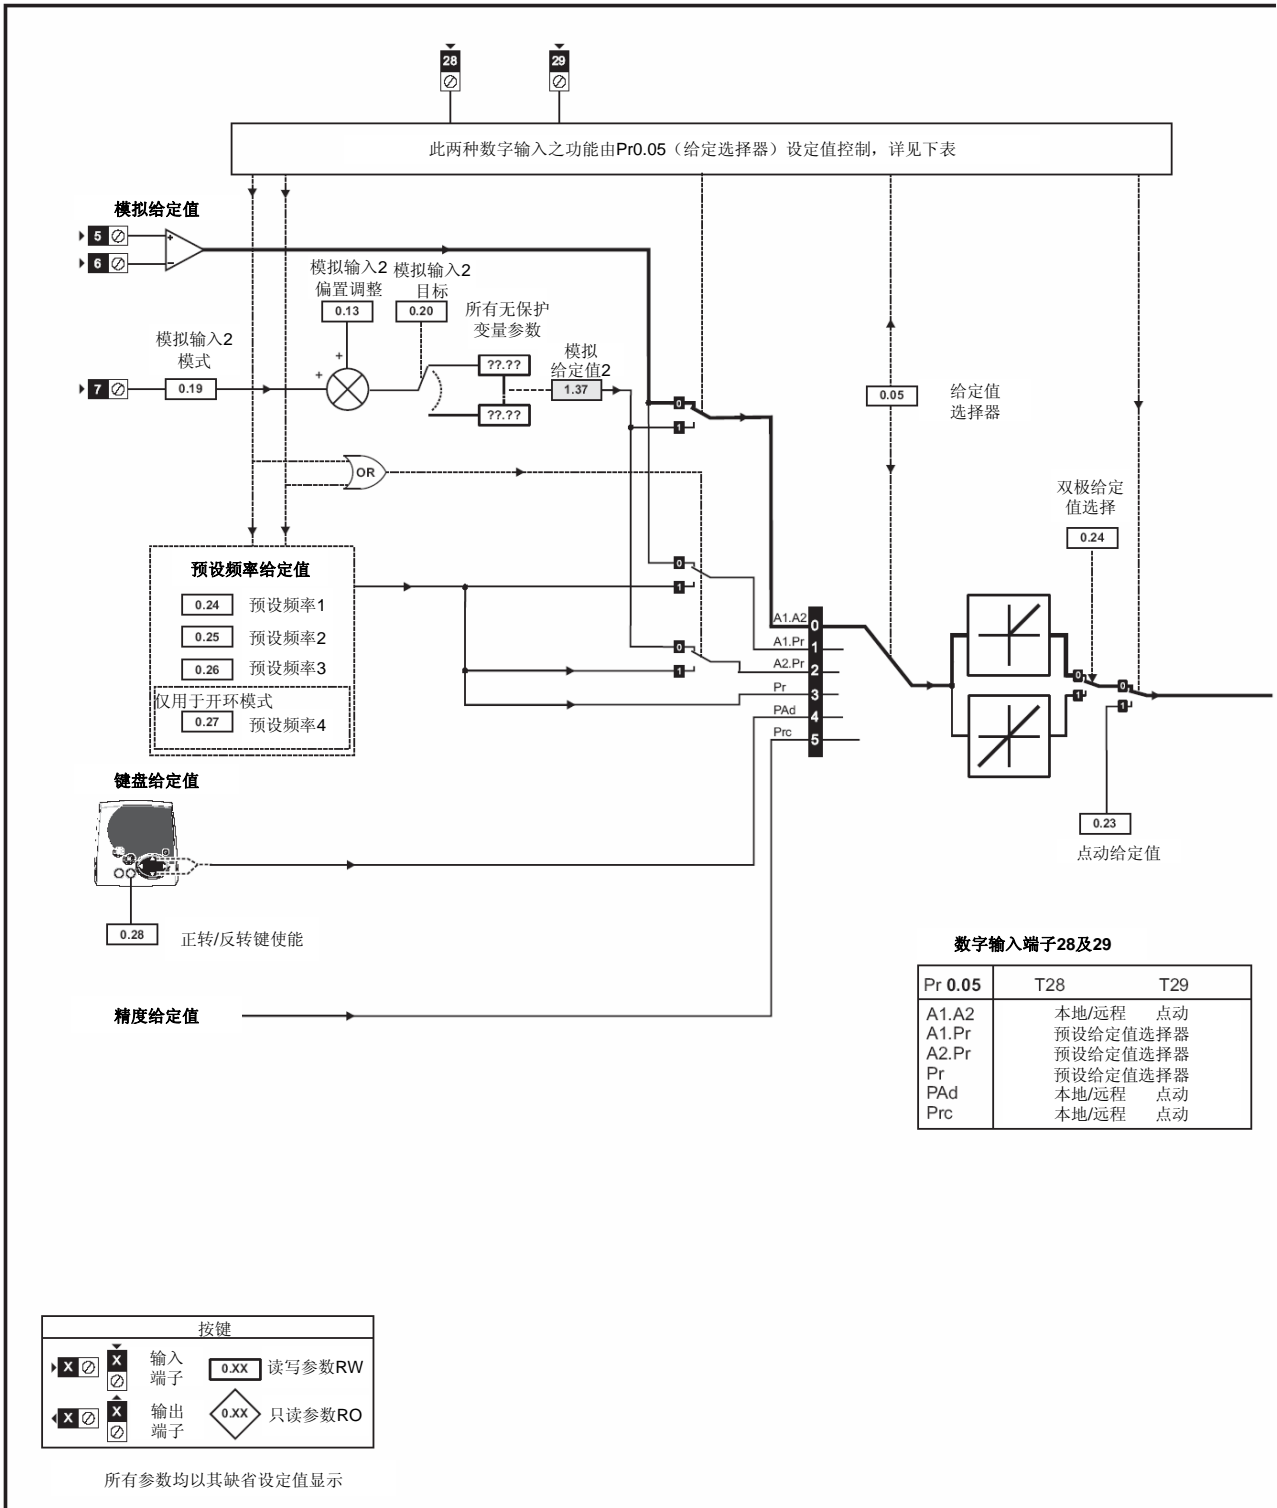 28
29
此两种数字输入之功能由Pr0.05（给定选择器）设定值控制，详见下表
模拟给定值
5
+
6
−
模拟输入2
偏置调整
模拟输入2
目标
0.13
0.20
所有无保护
变量参数
模拟输入2
模式
模拟
给定值2
+
+
7
0.19
??.??
??.??
1.37
0
1
0.05
给定值
选择器
OR
双极给定
值选择
0.24
预设频率给定值
0.24 预设频率1
0.25 预设频率2
0.26 预设频率3
仅用于开环模式
0.27 预设频率4
0
1
0
1
A1.A2 0
A1.Pr 1
A2.Pr 2
Pr 3
PAd 4
Prc 5
0
1
0
1
0.23
点动给定值
键盘给定值
0.28 正转/反转键使能
精度给定值
数字输入端子28及29
Pr 0.05 T28 T29
A1.A2 本地/远程 点动
A1.Pr 预设给定值选择器
A2.Pr 预设给定值选择器
Pr 预设给定值选择器
PAd 本地/远程 点动
Prc 本地/远程 点动
按键
X X 输入
端子 0.XX 读写参数RW
X X 输出
端子 0.XX 只读参数RO
所有参数均以其缺省设定值显示